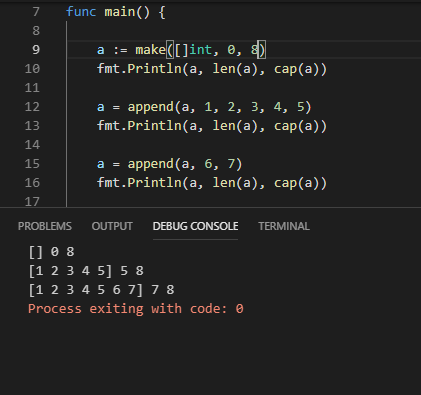 7 func main() {
8
9 a := make([]int, 0, 8)
10 fmt.Println(a, len(a), cap(a))
11
12 a = append(a, 1, 2, 3, 4, 5)
13 fmt.Println(a, len(a), cap(a))
14
15 a = append(a, 6, 7)
16 fmt.Println(a, len(a), cap(a))
17
PROBLEMS OUTPUT DEBUG CONSOLE TERMINAL
[] 0 8
[1 2 3 4 5] 5 8
[1 2 3 4 5 6 7] 7 8
Process exiting with code: 0